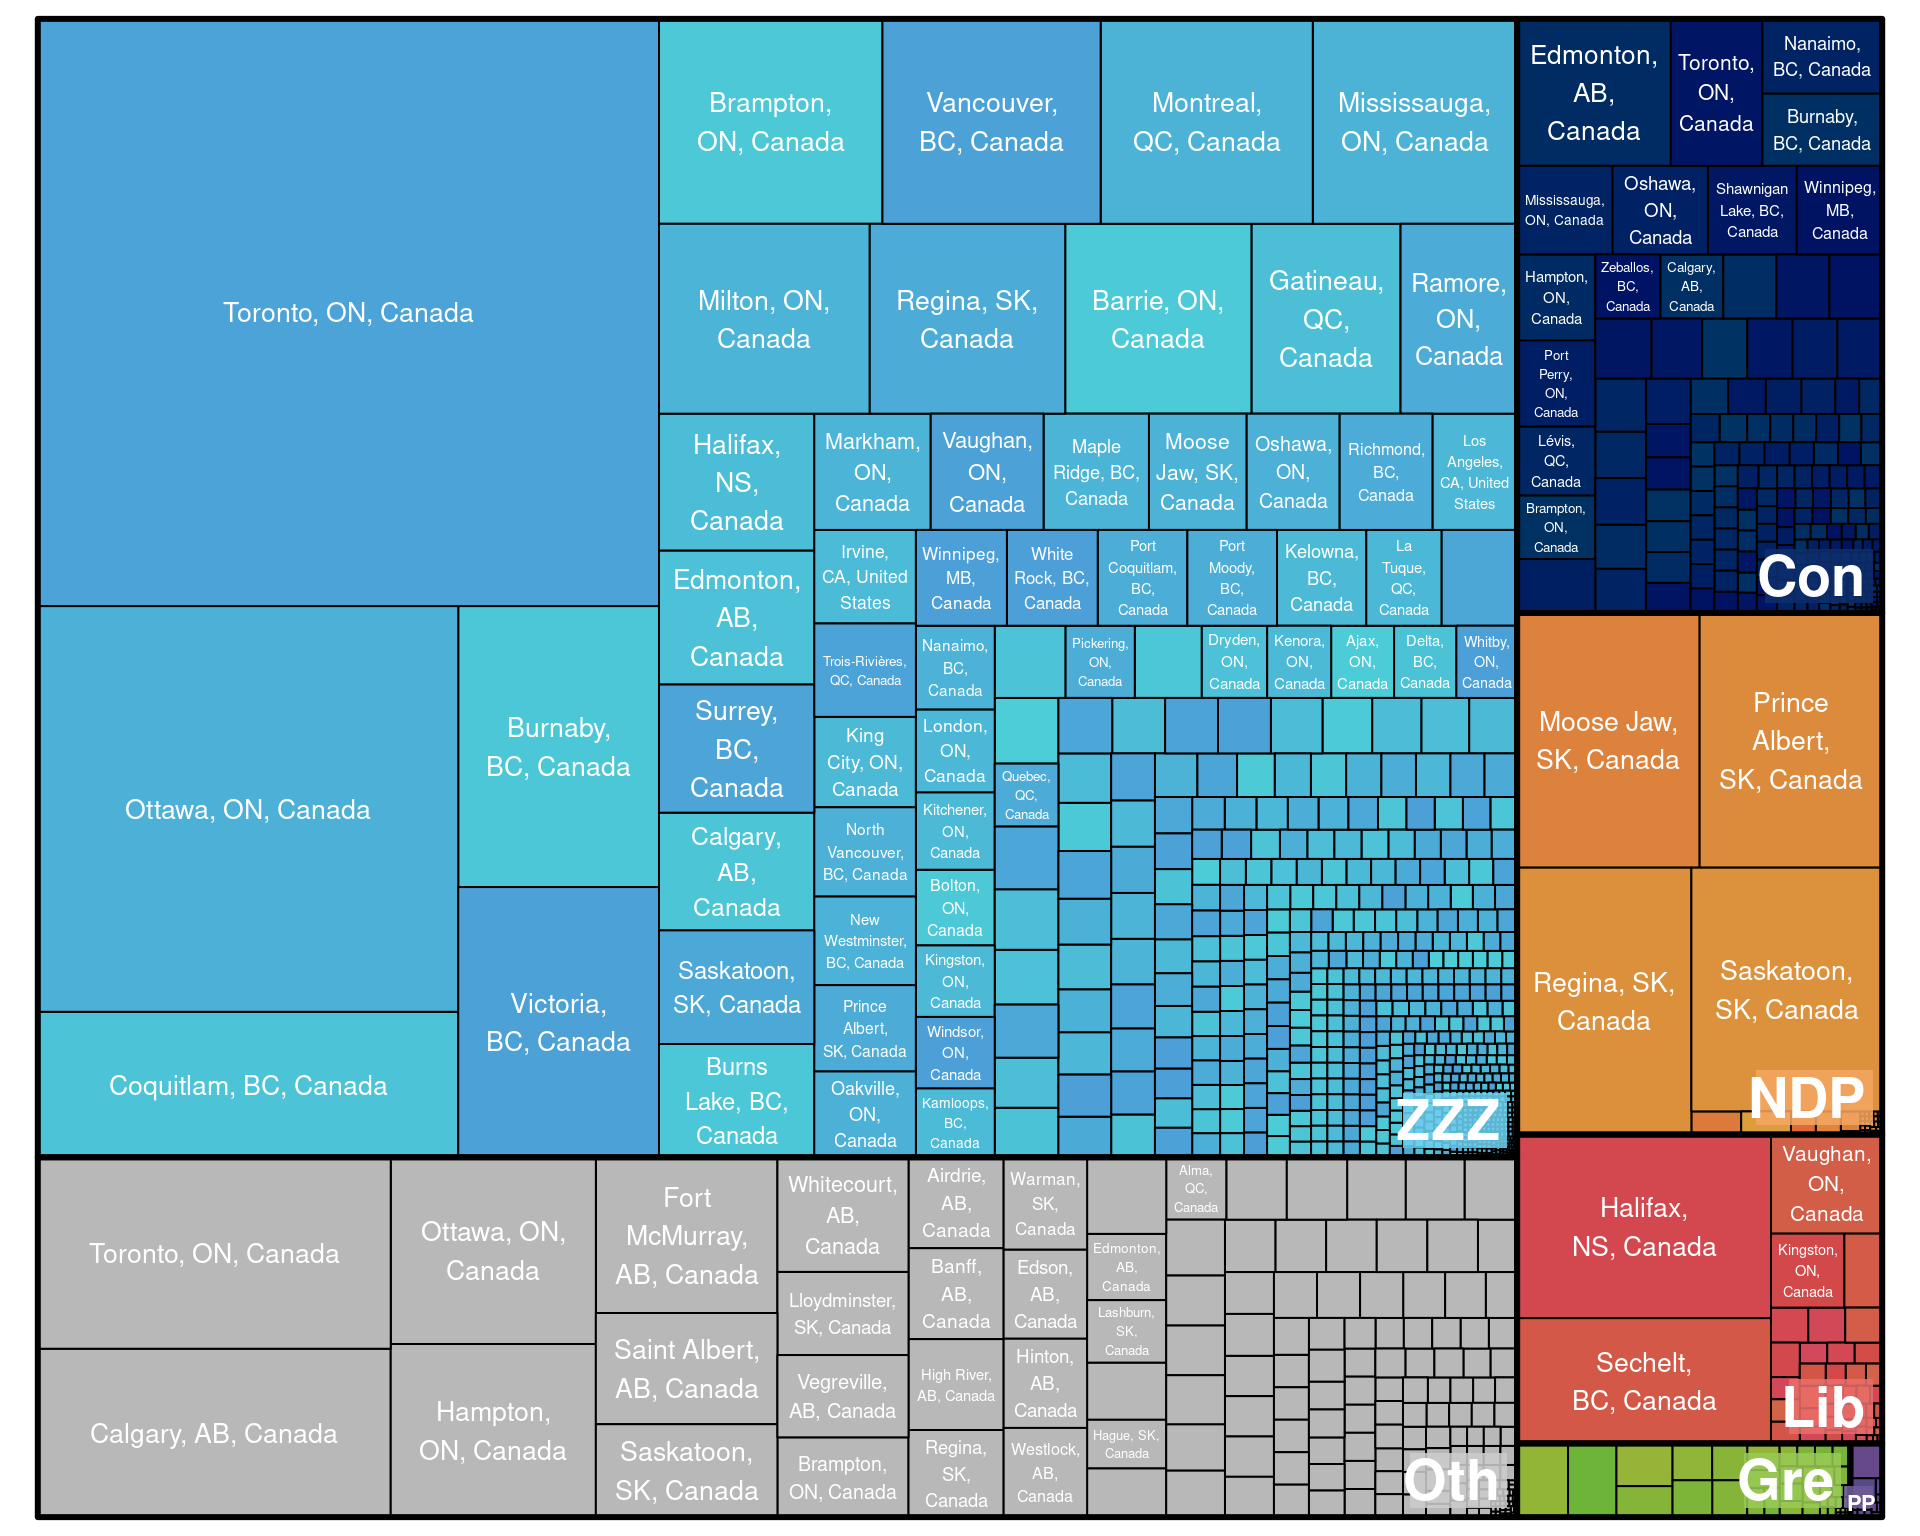 Toronto, ON, Canada
Ottawa, ON, Canada
Coquitlam, BC, Canada
Burnaby,
BC, Canada
Victoria,
BC, Canada
Brampton,
ON, Canada
Vancouver,
BC, Canada
Montreal,
QC, Canada
Mississauga,
ON, Canada
Milton, ON,
Canada
Regina, SK,
Canada
Barrie, ON,
Canada
Gatineau,
QC,
Canada
Ramore,
ON,
Canada
Halifax,
NS,
Canada
Edmonton,
AB,
Canada
Surrey,
BC,
Canada
Calgary,
AB,
Canada
Saskatoon,
SK, Canada
Burns
Lake, BC,
Canada
Markham,
ON,
Canada
Vaughan,
ON,
Canada
Maple
Ridge, BC,
Canada
Moose
Jaw, SK,
Canada
Oshawa,
ON,
Canada
Richmond,
BC,
Canada
Los
Angeles,
CA, United
States
Irvine,
CA, United
States
Trois-Rivières,
QC, Canada
King
City, ON,
Canada
North
Vancouver,
BC, Canada
New
Westminster,
BC, Canada
Prince
Albert,
SK, Canada
Oakville,
ON,
Canada
Winnipeg,
MB,
Canada
White
Rock, BC,
Canada
Port
Coquitlam,
BC,
Canada
Port
Moody,
BC,
Canada
Kelowna,
BC,
Canada
La
Tuque,
QC,
Canada
Nanaimo,
BC,
Canada
London,
ON,
Canada
Kitchener,
ON,
Canada
Bolton,
ON,
Canada
Kingston,
ON,
Canada
Windsor,
ON,
Canada
Kamloops,
BC,
Canada
Pickering,
ON,
Canada
Dryden,
ON,
Canada
Kenora,
ON,
Canada
Ajax,
ON,
Canada
Delta,
BC,
Canada
Whitby,
ON,
Canada
Quebec,
QC,
Canada
ZZZ
Toronto, ON, Canada
Calgary, AB, Canada
Ottawa, ON,
Canada
Hampton,
ON, Canada
Fort
McMurray,
AB, Canada
Saint Albert,
AB, Canada
Saskatoon,
SK, Canada
Whitecourt,
AB,
Canada
Lloydminster,
SK, Canada
Vegreville,
AB, Canada
Brampton,
ON, Canada
Airdrie,
AB,
Canada
Banff,
AB,
Canada
High River,
AB, Canada
Regina,
SK,
Canada
Warman,
SK,
Canada
Edson,
AB,
Canada
Hinton,
AB,
Canada
Westlock,
AB,
Canada
Edmonton,
AB,
Canada
Lashburn,
SK,
Canada
Hague, SK,
Canada
Alma,
QC,
Canada
Oth
Edmonton,
AB,
Canada
Toronto,
ON,
Canada
Nanaimo,
BC, Canada
Burnaby,
BC, Canada
Mississauga,
ON, Canada
Oshawa,
ON,
Canada
Shawnigan
Lake, BC,
Canada
Winnipeg,
MB,
Canada
Hampton,
ON,
Canada
Port
Perry,
ON,
Canada
Lévis,
QC,
Canada
Brampton,
ON,
Canada
Zeballos,
BC,
Canada
Calgary,
AB,
Canada
Con
Moose Jaw,
SK, Canada
Prince
Albert,
SK, Canada
Regina, SK,
Canada
Saskatoon,
SK, Canada
NDP
Halifax,
NS, Canada
Sechelt,
BC, Canada
Vaughan,
ON,
Canada
Kingston,
ON,
Canada
Lib
Gre
PP